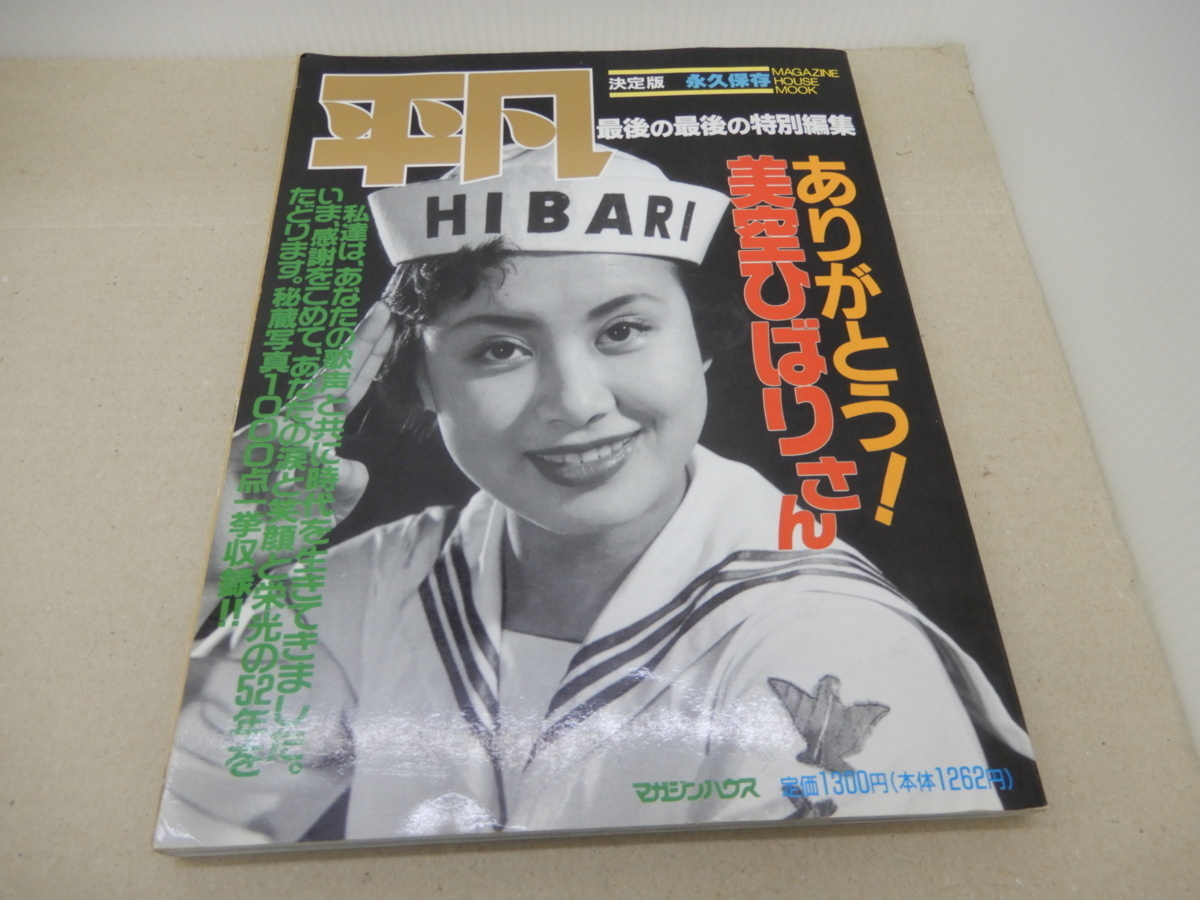 平凡
決定版 永久保存
MAGAZINE
HOUSE
MOOK
最後の最後の特別編集
HIBARI
ありがとう!
美空ひばりさん
私達は、あなたの歌声と共に時代を生きてきました。
いま、感謝をこめて、あなたの涙と笑顔と栄光の52年を
たどります。秘蔵写真1000点一挙収録!!
マガジンハウス
定価1300円(本体1262円)